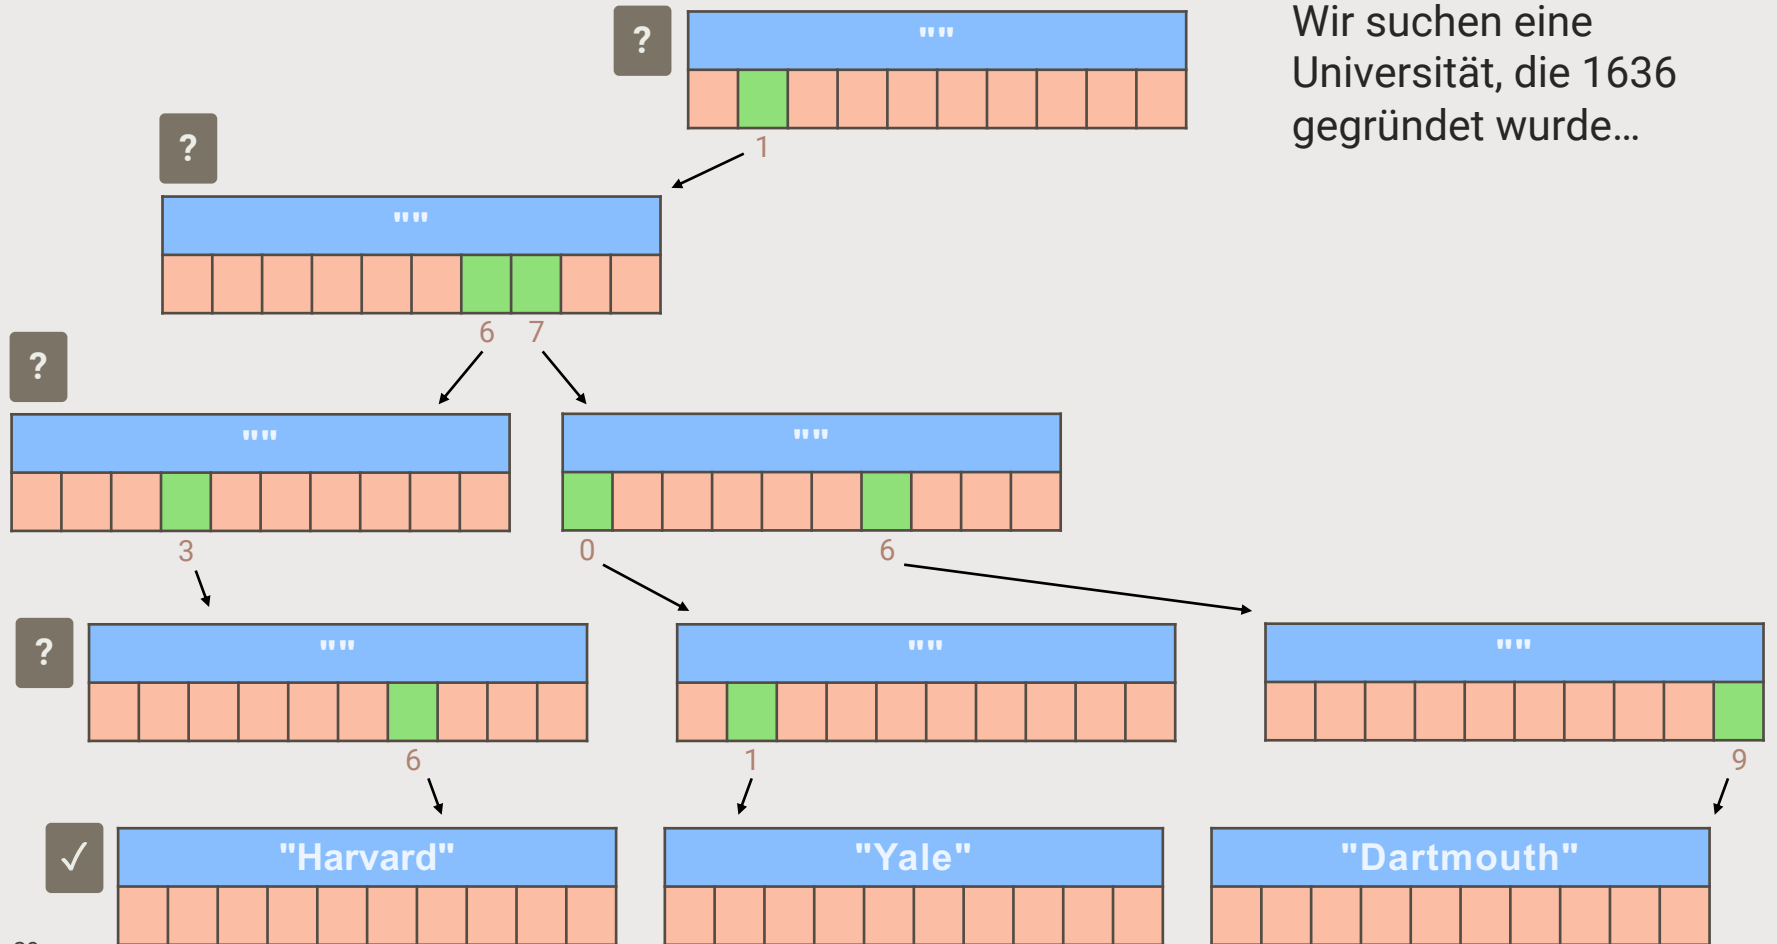 ? "" Wir suchen eine
Universität, die 1636
gegründet wurde…
1
?
""
6 7
?
"" ""
3 0 6
? "" "" ""
6 1 9
✓ "Harvard" "Yale" "Dartmouth"